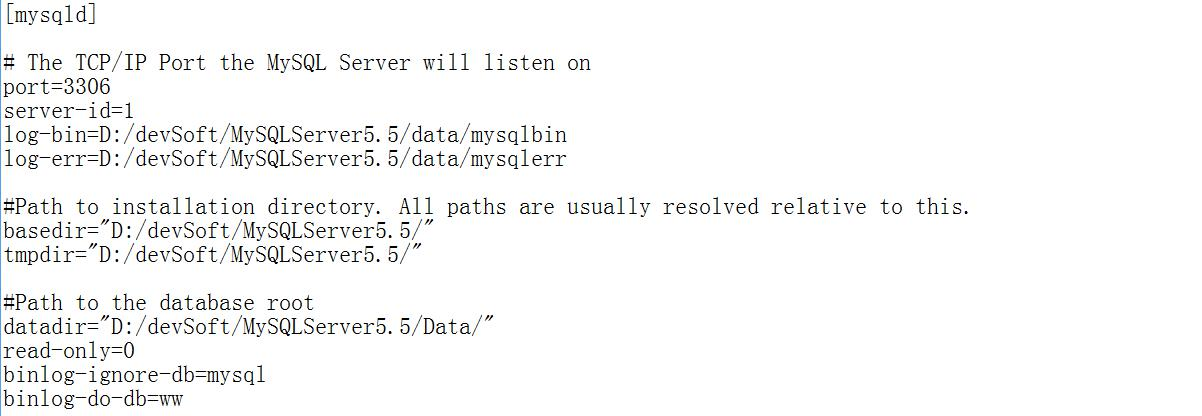 [mysqld]
# The TCP/IP Port the MySQL Server will listen on
port=3306
server-id=1
log-bin=D:/devSoft/MySQLServer5.5/data/mysqlbin
log-err=D:/devSoft/MySQLServer5.5/data/mysqlerr
#Path to installation directory. All paths are usually resolved relative to this.
basedir="D:/devSoft/MySQLServer5.5/"
tmpdir="D:/devSoft/MySQLServer5.5/"
#Path to the database root
datadir="D:/devSoft/MySQLServer5.5/Data/"
read-only=0
binlog-ignore-db=mysql
binlog-do-db=ww